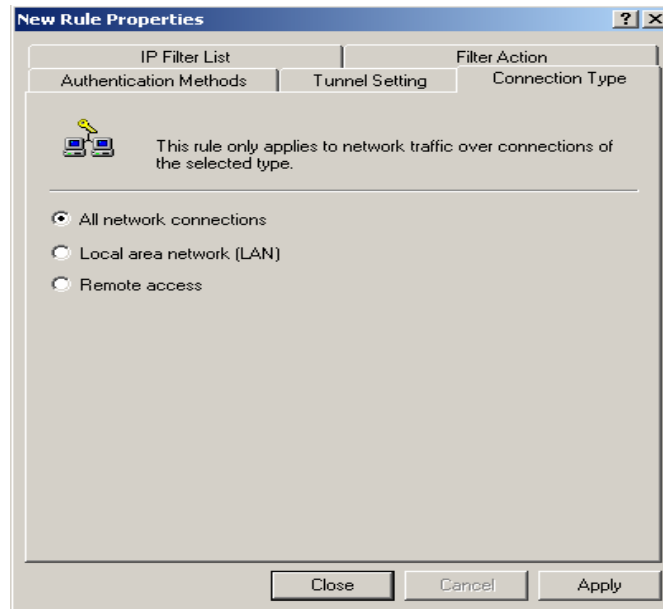 New Rule Properties
IP Filter List
Filter Action
Authentication Methods
Tunnel Setting
Connection Type
This rule only applies to network traffic over connections of
the selected type.
All network connections
Local area network (LAN)
Remote access
Close
Cancel
Apply